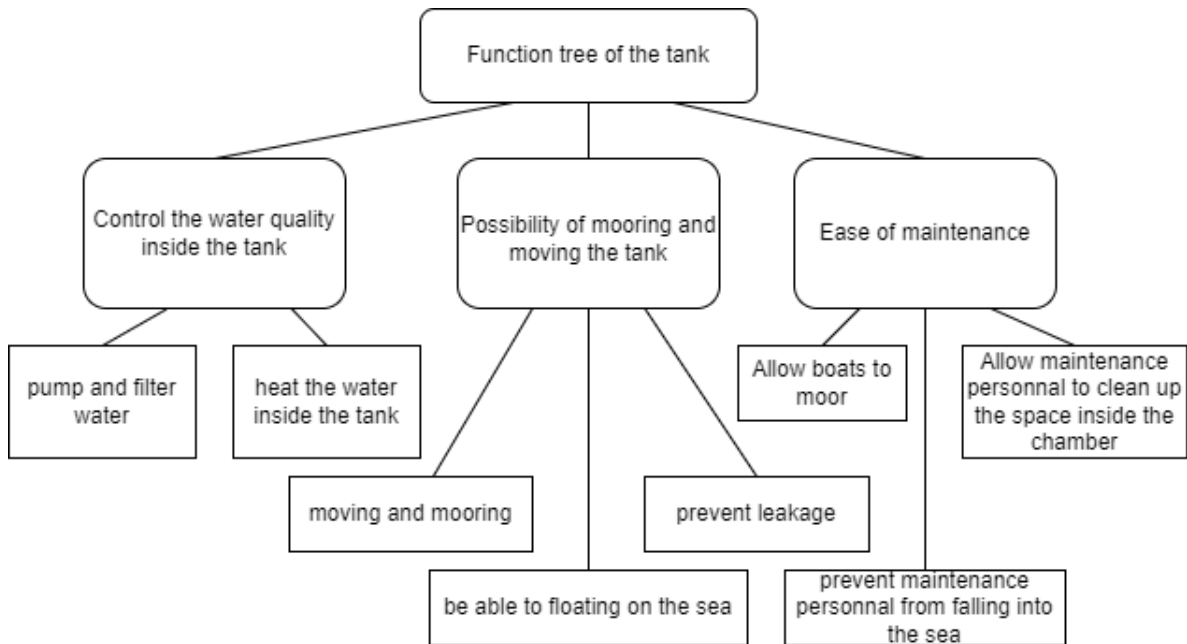 Function tree of the tank
Control the water quality
inside the tank
Possibility of mooring and
moving the tank
Ease of maintenance
pump and filter
water
heat the water
inside the tank
Allow boats to
moor
Allow maintenance
personnal to clean up
the space inside the
chamber
moving and mooring
prevent leakage
be able to floating on the sea
prevent maintenance
personnal from falling into
the sea